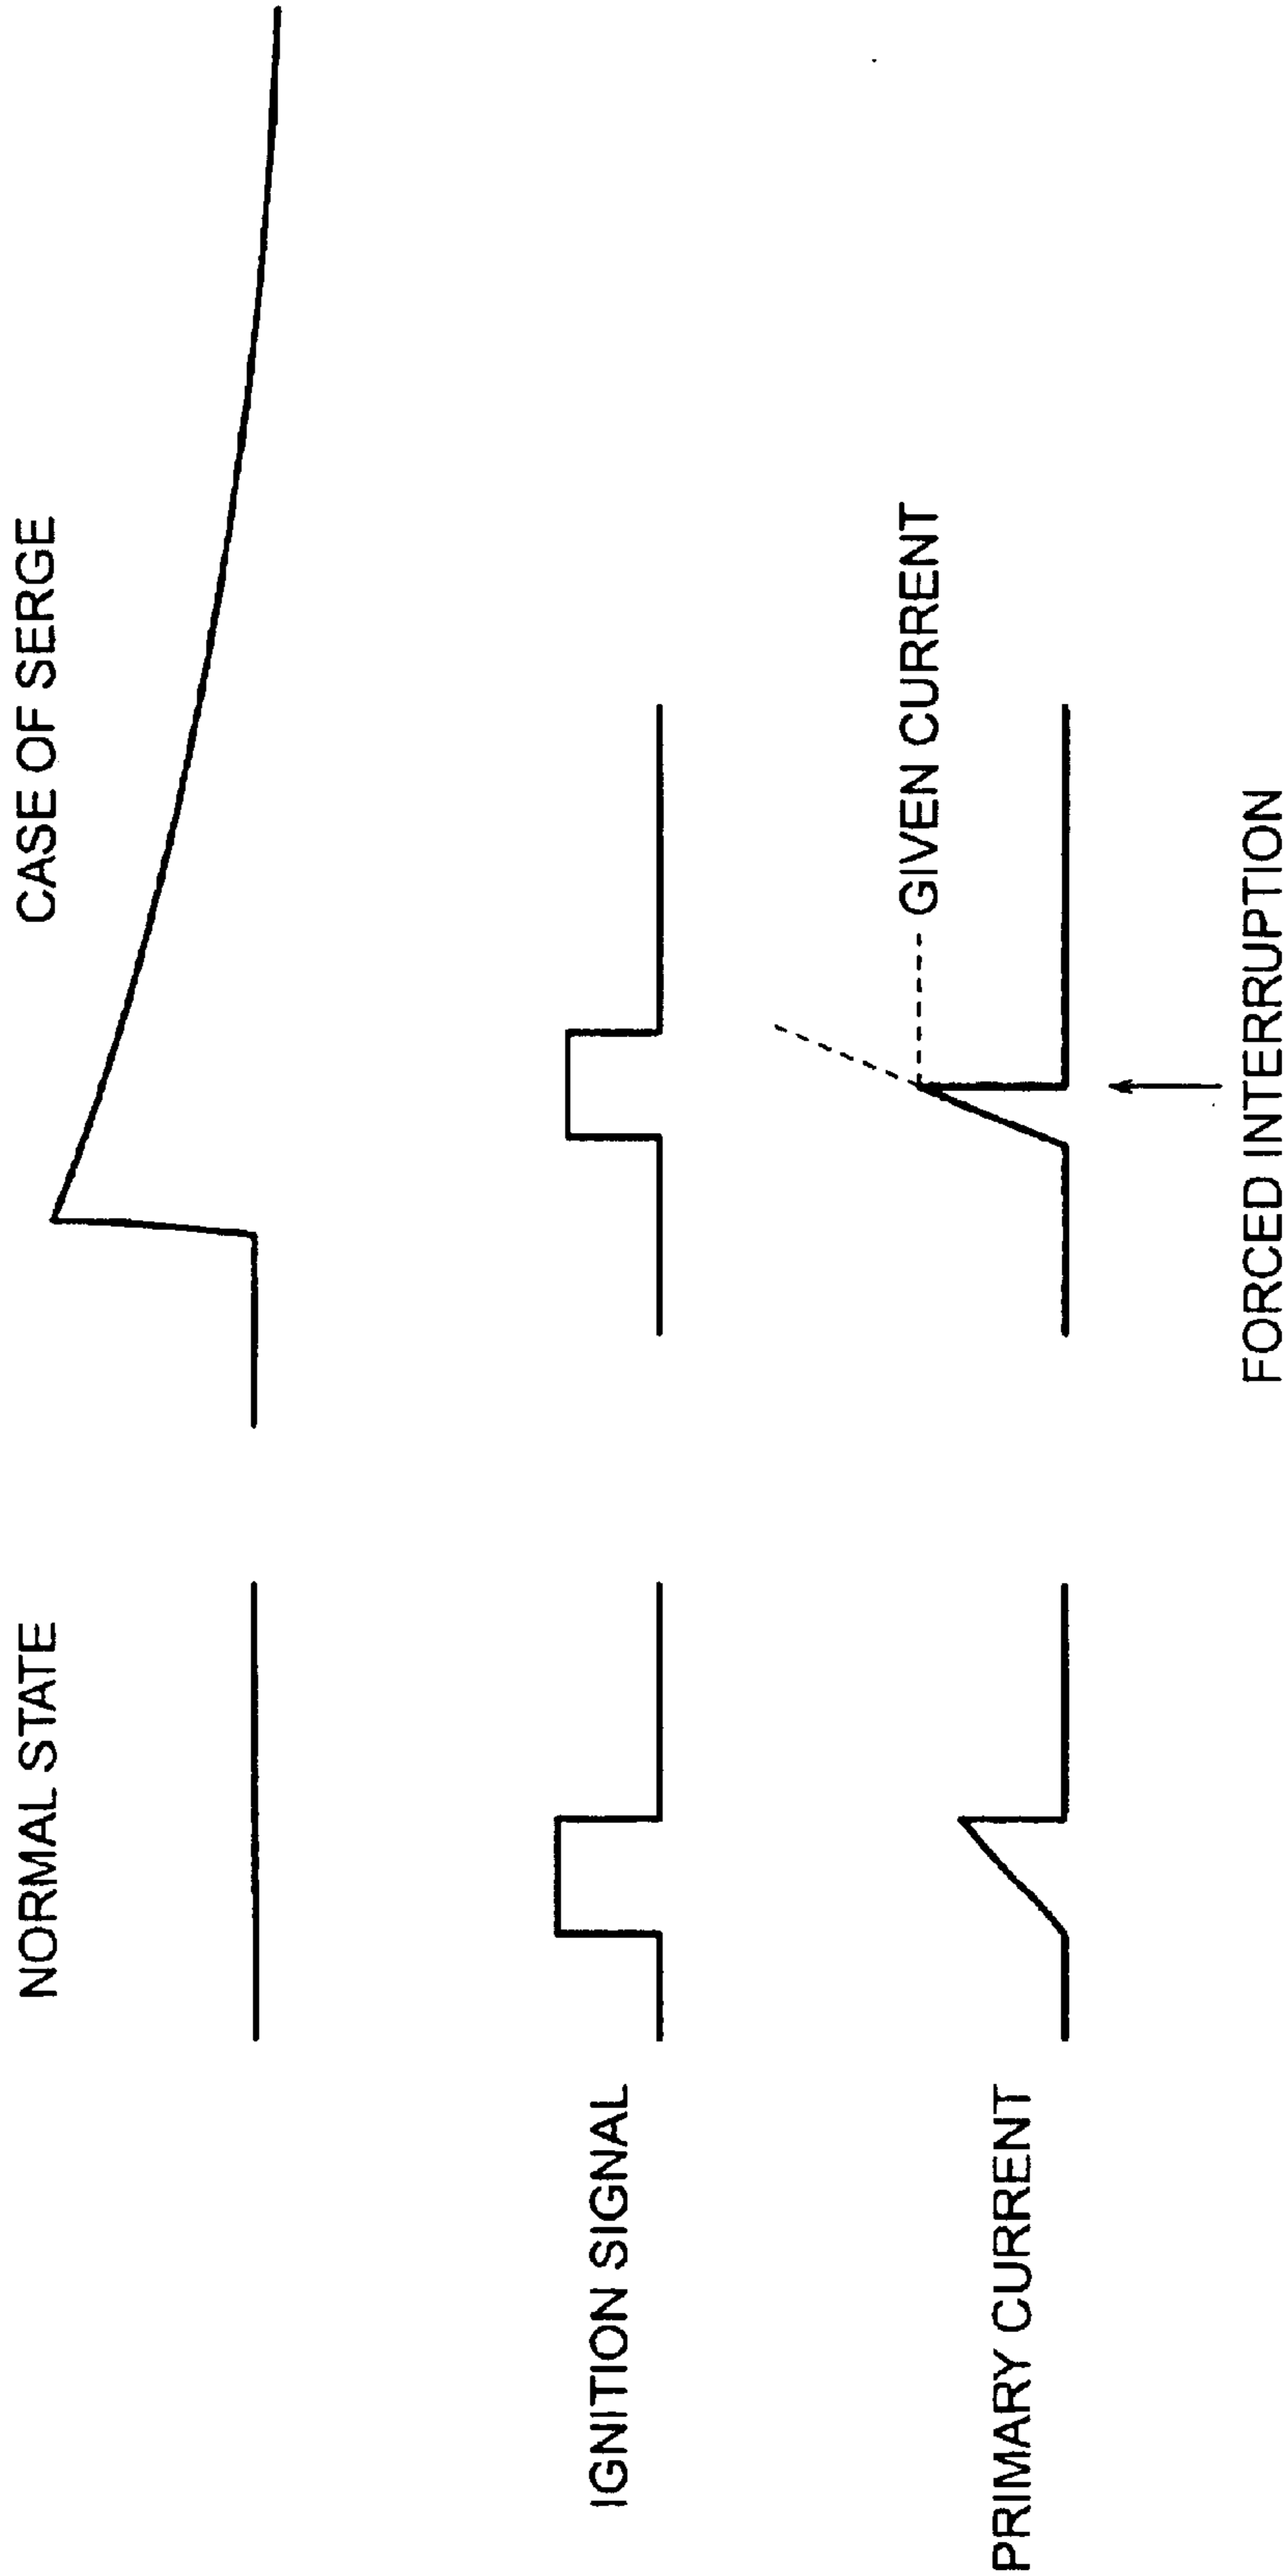 NORMAL STATE
CASE OF SERGE
IGNITION SIGNAL
PRIMARY CURRENT
GIVEN CURRENT
FORCED INTERRUPTION